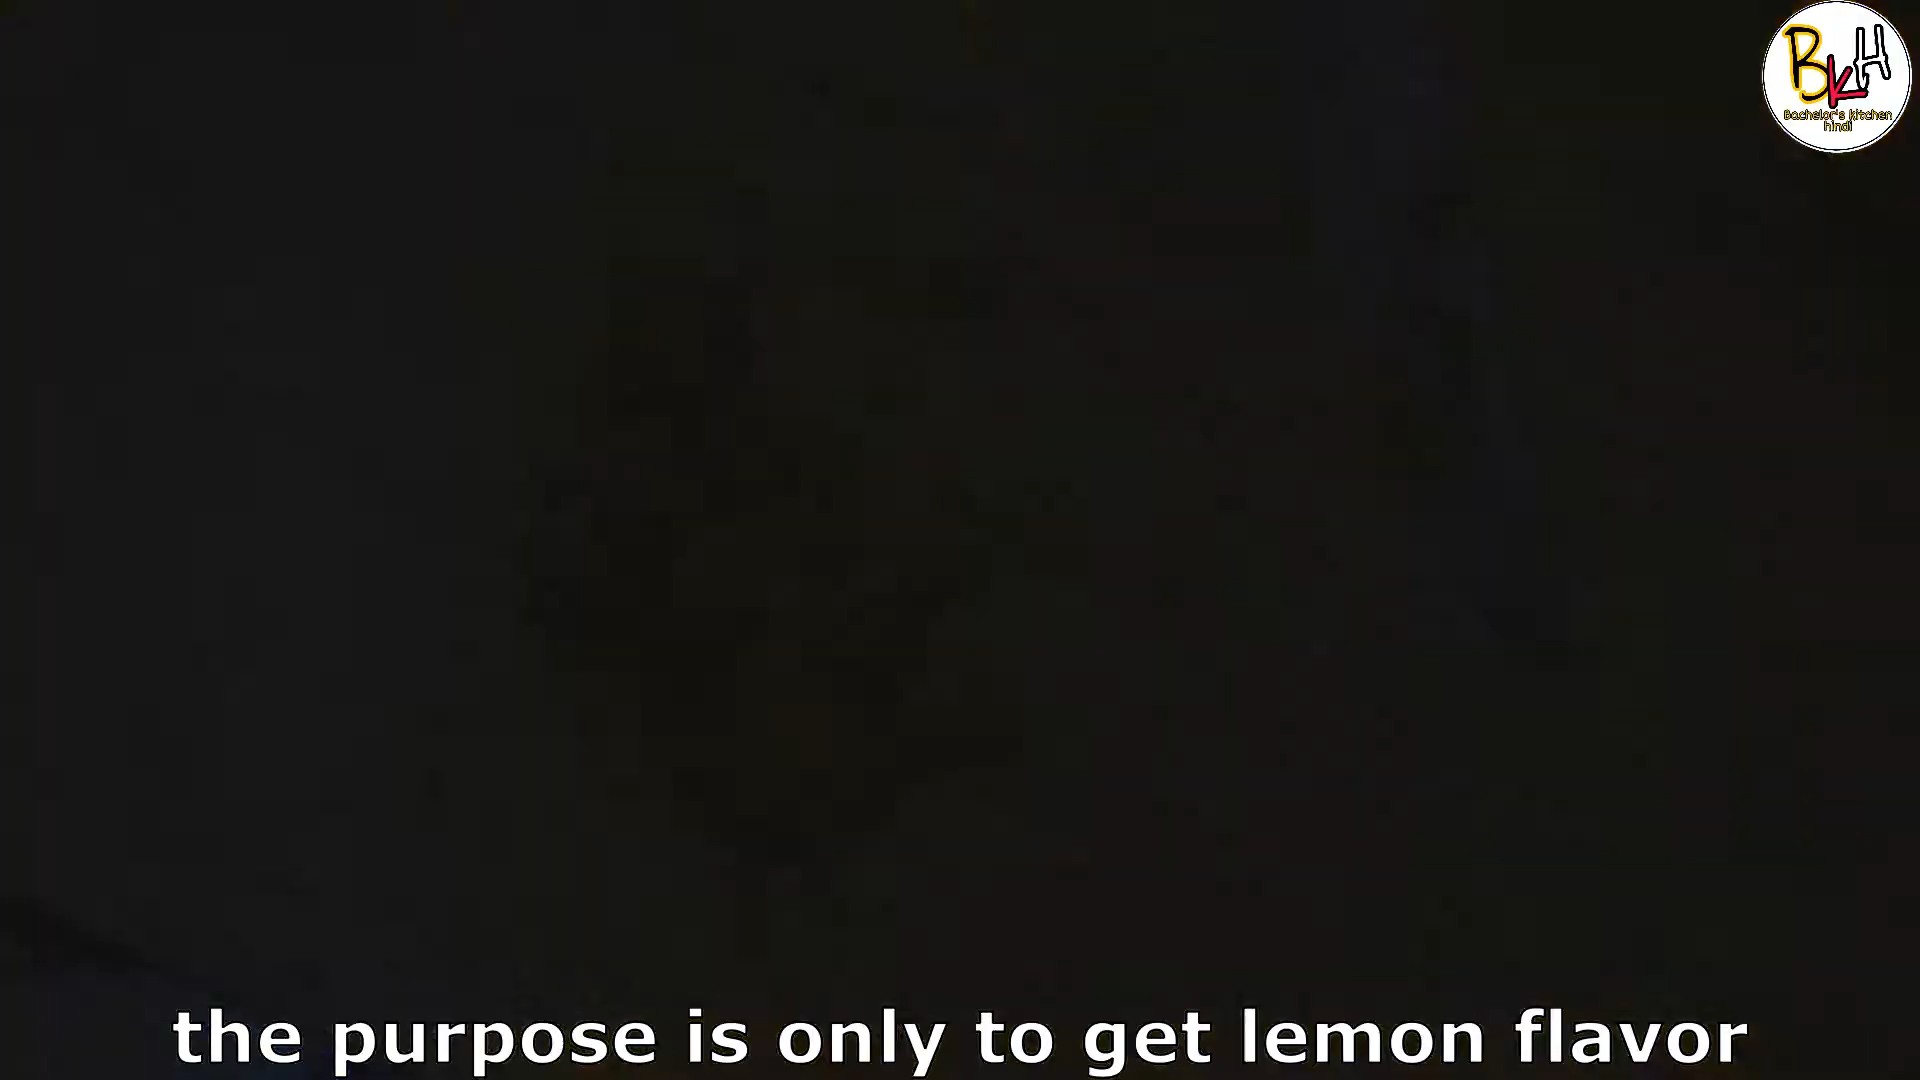 BKH
Bachelor's kitchen
hindi
the purpose is only to get lemon flavor